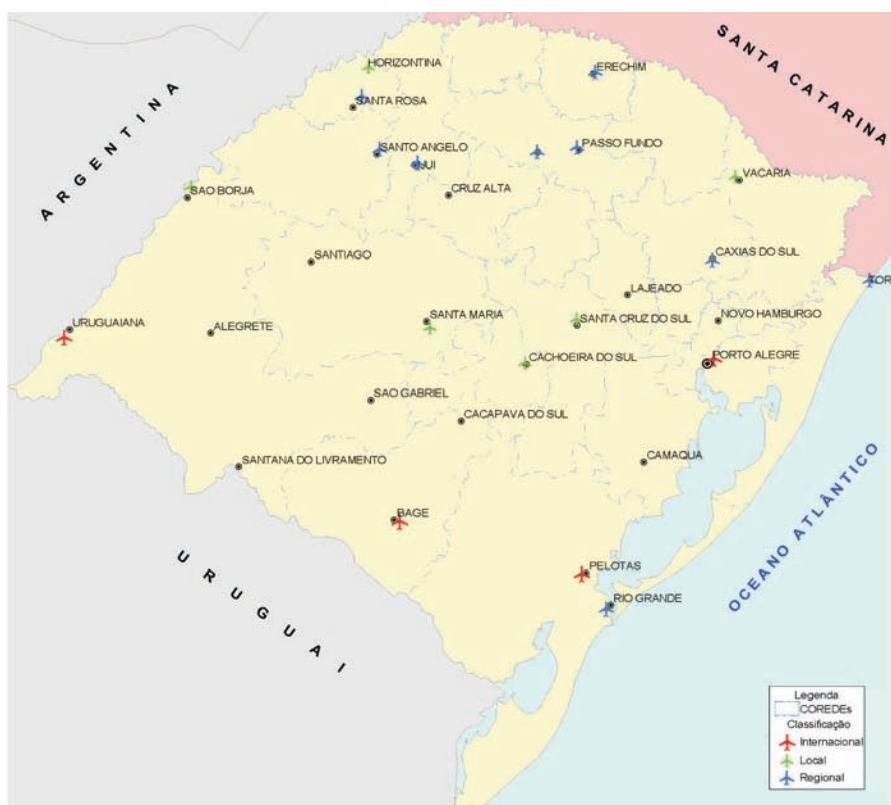 SANTA CATARINA
ARGENTINA
HORIZONTINA
ERECHIM
SANTA ROSA
SANTO ANGELO
IJUI
PASSO FUNDO
VACARIA
SAO BORJA
CRUZ ALTA
SANTIAGO
CAXIAS DO SUL
TOR
LAJEADO
URUGUAIANA
ALEGRETE
SANTA MARIA
SANTA CRUZ DO SUL
NOVO HAMBURGO
CACHOEIRA DO SUL
PORTO ALEGRE
SAO GABRIEL
CACAPAVA DO SUL
SANTANA DO LIVRAMENTO
CAMAQUA
BAGE
OCEANO ATLÂNTICO
URUGUAI
PELOTAS
RIO GRANDE
Legenda
COREDEs
Classificação
Internacional
Local
Regional